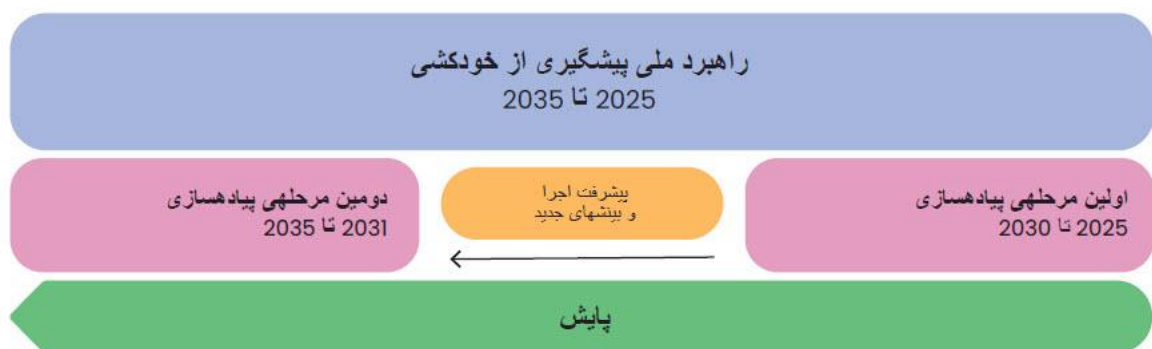 راهبرد ملی پیشگیری از خودکشی
2025 تا 2035
اولین مرحلهی پیادهسازی
2025 تا 2030
پیشرفت اجرا
و بینشهای جدید
دومین مرحلهی پیادهسازی
2031 تا 2035
پایش